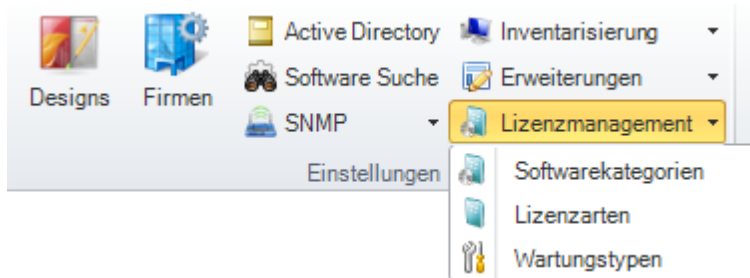 Designs
Firmen
Active Directory
Software Suche
SNMP
Inventarisierung
Erweiterungen
Lizenzmanagement
Einstellungen
Softwarekategorien
Lizenzarten
Wartungstypen